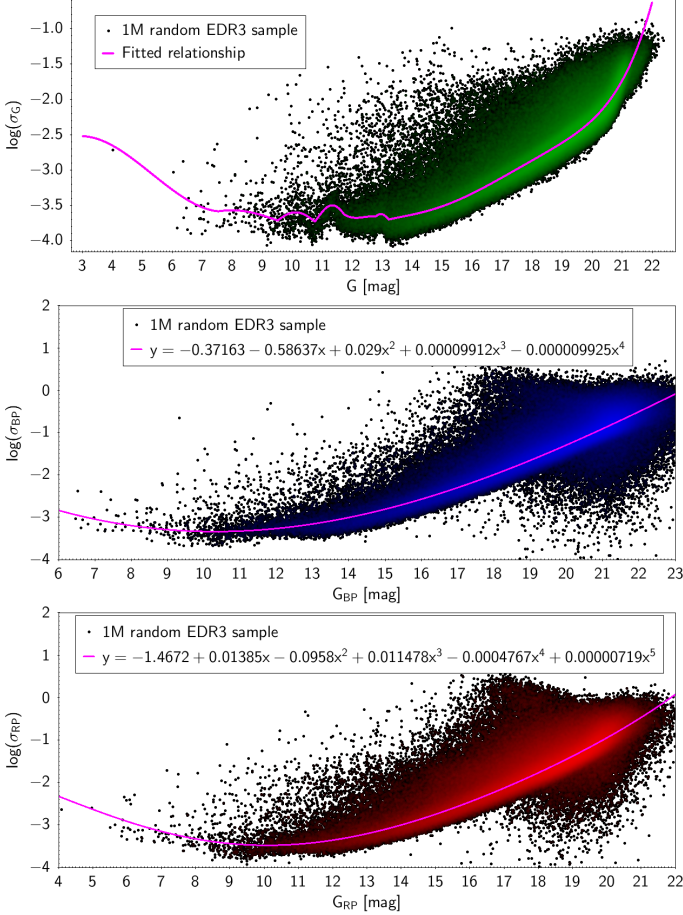 1M random EDR3 sample
Fitted relationship
−1.0
−1.5
−2.0
−2.5
−3.0
−3.5
−4.0
log(σG)
3 4 5 6 7 8 9 10 11 12 13 14 15 16 17 18 19 20 21 22
G [mag]
1M random EDR3 sample
y = −0.37163 − 0.58637x + 0.029x² + 0.00009912x³ − 0.000009925x⁴
2
1
0
−1
−2
−3
−4
log(σBP)
6 7 8 9 10 11 12 13 14 15 16 17 18 19 20 21 22 23
GBP [mag]
1M random EDR3 sample
y = −1.4672 + 0.01385x − 0.0958x² + 0.011478x³ − 0.0004767x⁴ + 0.00000719x⁵
2
1
0
−1
−2
−3
−4
log(σRP)
4 5 6 7 8 9 10 11 12 13 14 15 16 17 18 19 20 21 22
GRP [mag]